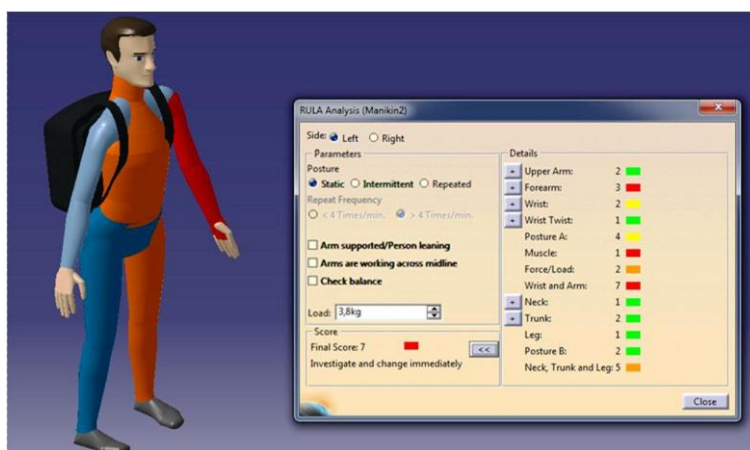 RULA Analysis (Manikin2)
Side: Left Right
Parameters
Posture
Static Intermittent Repeated
Repeat Frequency
< 4 Times/min. > 4 Times/min.
Arm supported/Person leaning
Arms are working across midline
Check balance
Load: 3,8kg
Score
Final Score: 7
<<
Investigate and change immediately
Details
+ Upper Arm: 2
+ Forearm: 3
+ Wrist: 2
+ Wrist Twist: 1
Posture A: 4
Muscle: 1
Force/Load: 2
Wrist and Arm: 7
+ Neck: 1
+ Trunk: 2
Leg: 1
Posture B: 2
Neck, Trunk and Leg: 5
Close